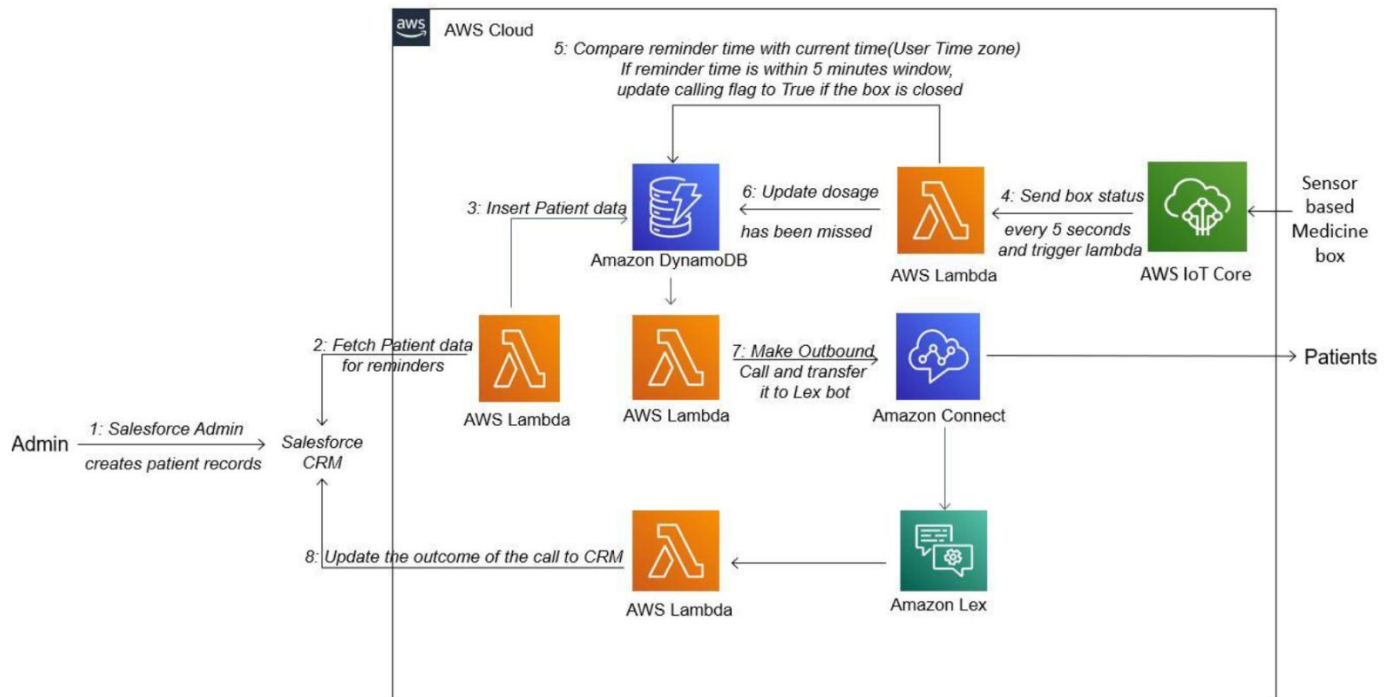 aws
AWS Cloud
5: Compare reminder time with current time(User Time zone)
If reminder time is within 5 minutes window,
update calling flag to True if the box is closed
3: Insert Patient data
6: Update dosage
has been missed
4: Send box status
every 5 seconds
and trigger lambda
Sensor
based
Medicine
box
Amazon DynamoDB
AWS Lambda
AWS IoT Core
2: Fetch Patient data
for reminders
AWS Lambda
AWS Lambda
7: Make Outbound
Call and transfer
it to Lex bot
Amazon Connect
Patients
Admin
1: Salesforce Admin
creates patient records
Salesforce
CRM
8: Update the outcome of the call to CRM
AWS Lambda
Amazon Lex